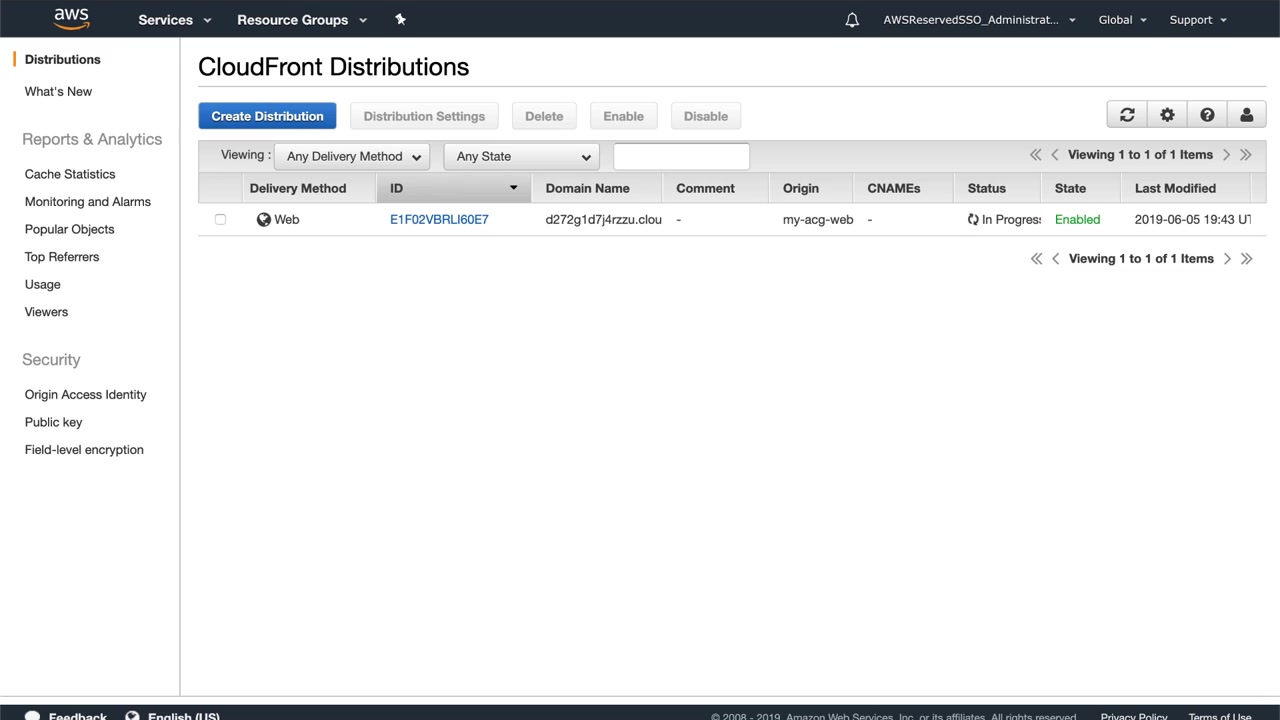 aws Services Resource Groups AWSReservedSSO_Administrat... Global Support
Distributions
What's New
Reports & Analytics
Cache Statistics
Monitoring and Alarms
Popular Objects
Top Referrers
Usage
Viewers
Security
Origin Access Identity
Public key
Field-level encryption
CloudFront Distributions
Create Distribution Distribution Settings Delete Enable Disable
Viewing : Any Delivery Method Any State Viewing 1 to 1 of 1 Items
Delivery Method ID Domain Name Comment Origin CNAMEs Status State Last Modified
Web E1F02VBRLI60E7 d272g1d7j4rzzu.clou - my-acg-web - In Progres Enabled 2019-06-05 19:43 UT
Viewing 1 to 1 of 1 Items
Feedback English (US) © 2008 - 2019, Amazon Web Services, Inc. or its affiliates. All rights reserved. Privacy Policy Terms of Use